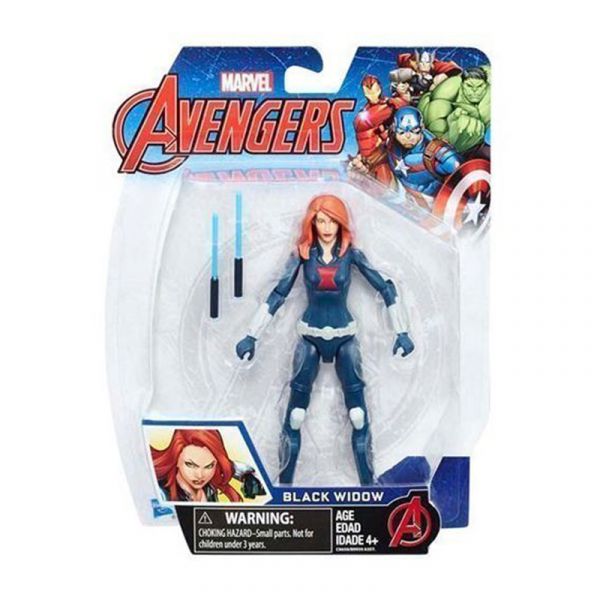 MARVEL
AVENGERS
BLACK WIDOW
WARNING:
CHOKING HAZARD—Small parts. Not for
children under 3 years.
AGE
EDAD
IDADE 4+